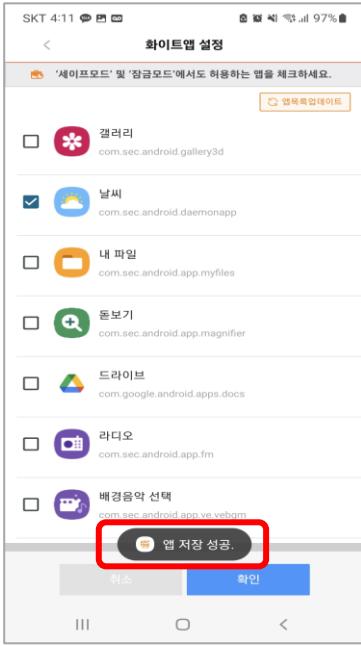 SKT 4:11 97%
화이트앱 설정
'세이프모드' 및 '잠금모드'에서도 허용하는 앱을 체크하세요.
앱목록업데이트
갤러리
com.sec.android.gallery3d
날씨
com.sec.android.daemonapp
내 파일
com.sec.android.app.myfiles
돋보기
com.sec.android.app.magnifier
드라이브
com.google.android.apps.docs
라디오
com.sec.android.app.fm
배경음악 선택
com.sec.android.app.ve.vebgm
앱 저장 성공.
취소 확인